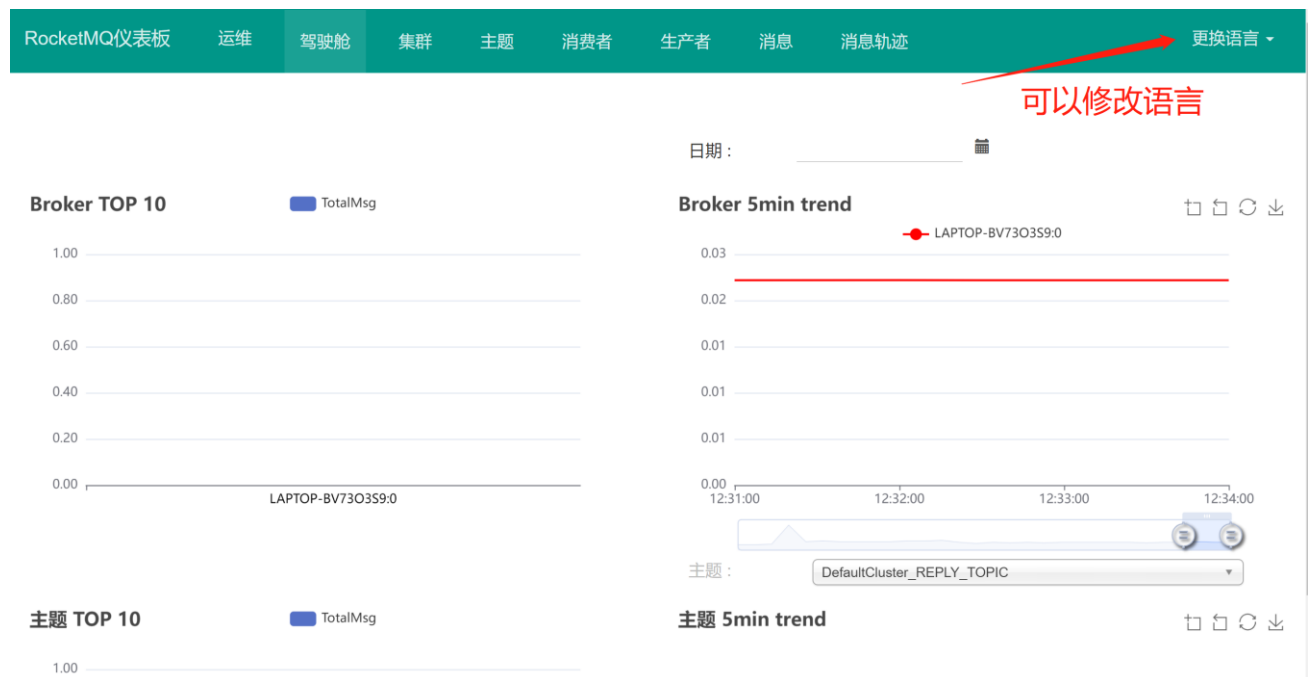 RocketMQ仪表板 运维 驾驶舱 集群 主题 消费者 生产者 消息 消息轨迹 更换语言
可以修改语言
日期 :
Broker TOP 10 TotalMsg
1.00
0.80
0.60
0.40
0.20
0.00
LAPTOP-BV73O3S9:0
Broker 5min trend
LAPTOP-BV73O3S9:0
0.03
0.02
0.01
0.01
0.01
0.00
12:31:00 12:32:00 12:33:00 12:34:00
主题 : DefaultCluster_REPLY_TOPIC
主题 TOP 10 TotalMsg
1.00
主题 5min trend